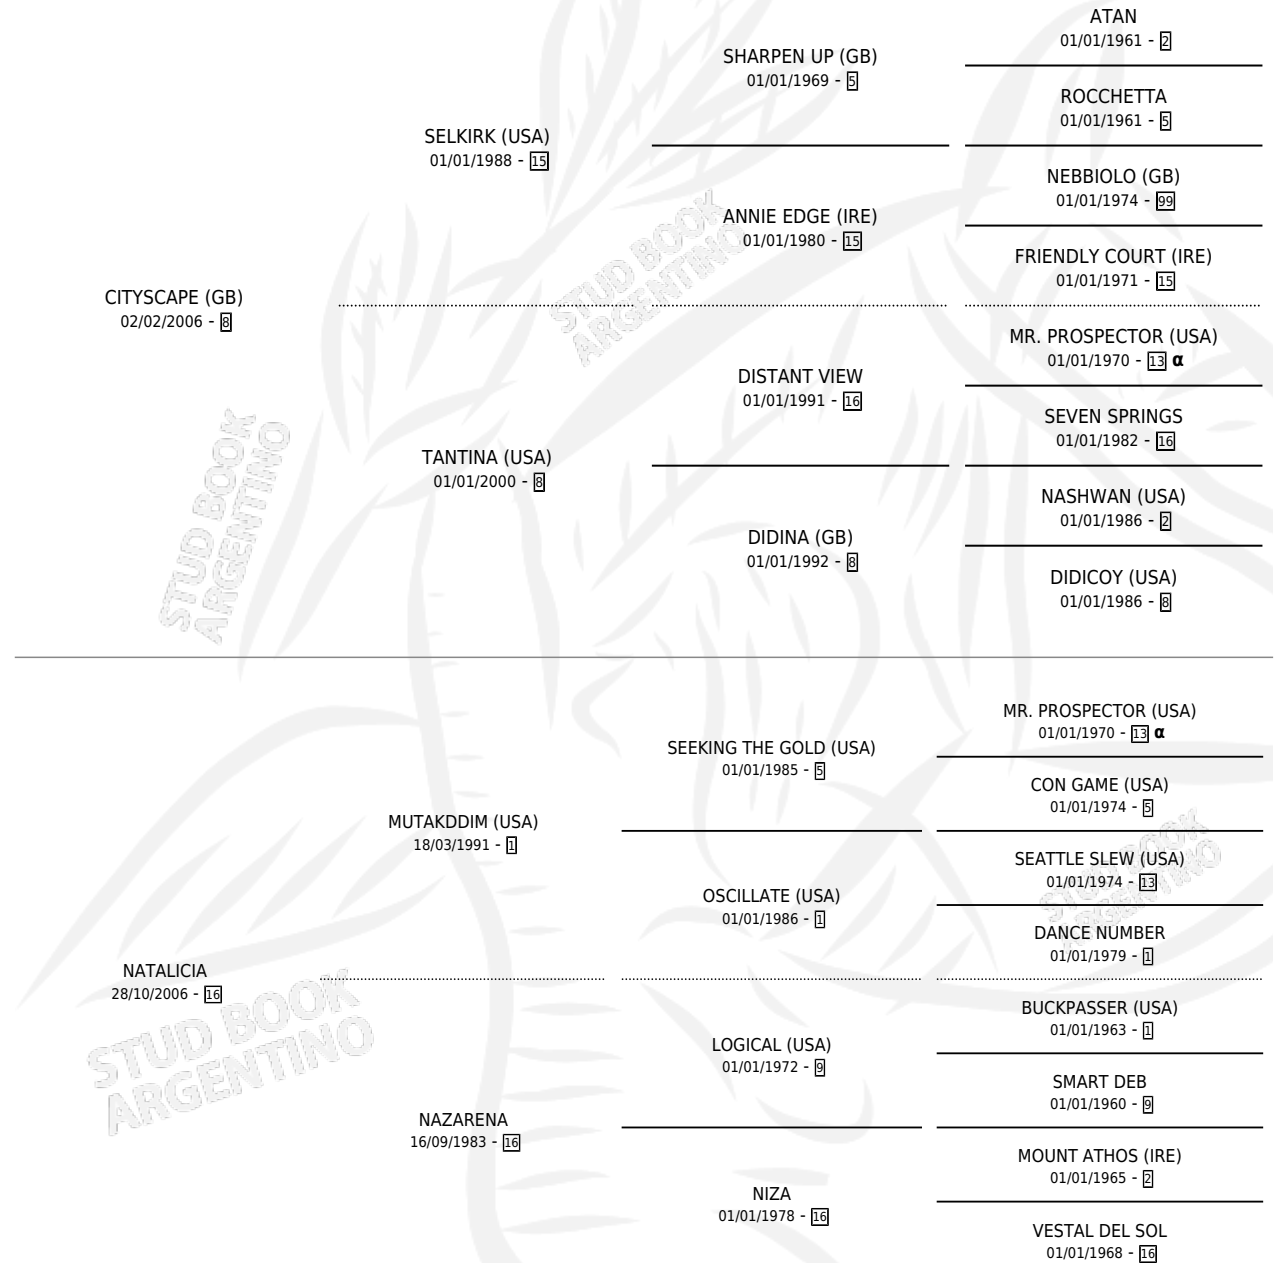 ATAN
01/01/1961 - 2
SHARPEN UP (GB)
01/01/1969 - 5
ROCCHETTA
01/01/1961 - 5
SELKIRK (USA)
01/01/1988 - 15
NEBBIOLO (GB)
01/01/1974 - 99
ANNIE EDGE (IRE)
01/01/1980 - 15
FRIENDLY COURT (IRE)
01/01/1971 - 15
CITYSCAPE (GB)
02/02/2006 - 8
MR. PROSPECTOR (USA)
01/01/1970 - 13 α
DISTANT VIEW
01/01/1991 - 16
SEVEN SPRINGS
01/01/1982 - 16
TANTINA (USA)
01/01/2000 - 8
NASHWAN (USA)
01/01/1986 - 2
DIDINA (GB)
01/01/1992 - 8
DIDICOY (USA)
01/01/1986 - 8
MR. PROSPECTOR (USA)
01/01/1970 - 13 α
SEEKING THE GOLD (USA)
01/01/1985 - 5
CON GAME (USA)
01/01/1974 - 5
MUTAKDDIM (USA)
18/03/1991 - 1
SEATTLE SLEW (USA)
01/01/1974 - 13
OSCILLATE (USA)
01/01/1986 - 1
DANCE NUMBER
01/01/1979 - 1
NATALICIA
28/10/2006 - 16
BUCKPASSER (USA)
01/01/1963 - 1
LOGICAL (USA)
01/01/1972 - 9
SMART DEB
01/01/1960 - 9
NAZARENA
16/09/1983 - 16
MOUNT ATHOS (IRE)
01/01/1965 - 2
NIZA
01/01/1978 - 16
VESTAL DEL SOL
01/01/1968 - 16
STUD BOOK
ARGENTINO
STUD BOOK
ARGENTINO
STUD BOOK
ARGENTINO
STUD BOOK
ARGENTINO